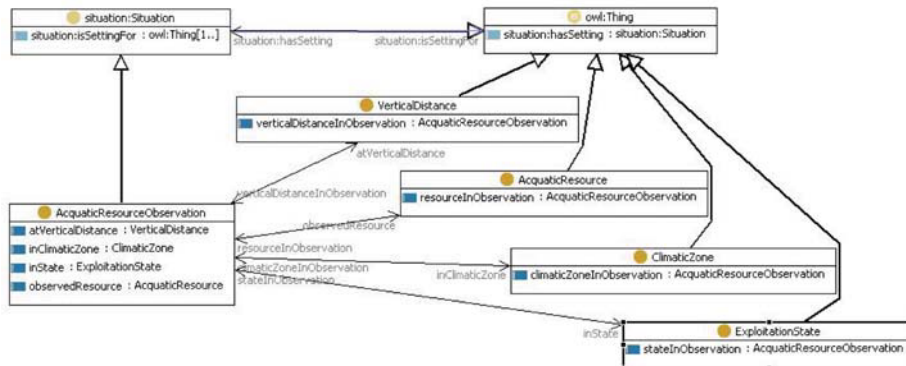 situation:Situation
situation:isSettingFor : owl:Thing[1..]
situation:hasSetting
situation:isSettingFor
owl:Thing
situation:hasSetting : situation:Situation
VerticalDistance
verticalDistanceInObservation : AcquaticResourceObservation
atVerticalDistance
verticalDistanceInObservation
AcquaticResource
resourceInObservation : AcquaticResourceObservation
observedResource
AcquaticResourceObservation
atVerticalDistance : VerticalDistance
inClimaticZone : ClimaticZone
inState : ExploitationState
observedResource : AcquaticResource
resourceInObservation
climaticZoneInObservation
stateInObservation
inClimaticZone
ClimaticZone
climaticZoneInObservation : AcquaticResourceObservation
inState
ExploitationState
stateInObservation : AcquaticResourceObservation